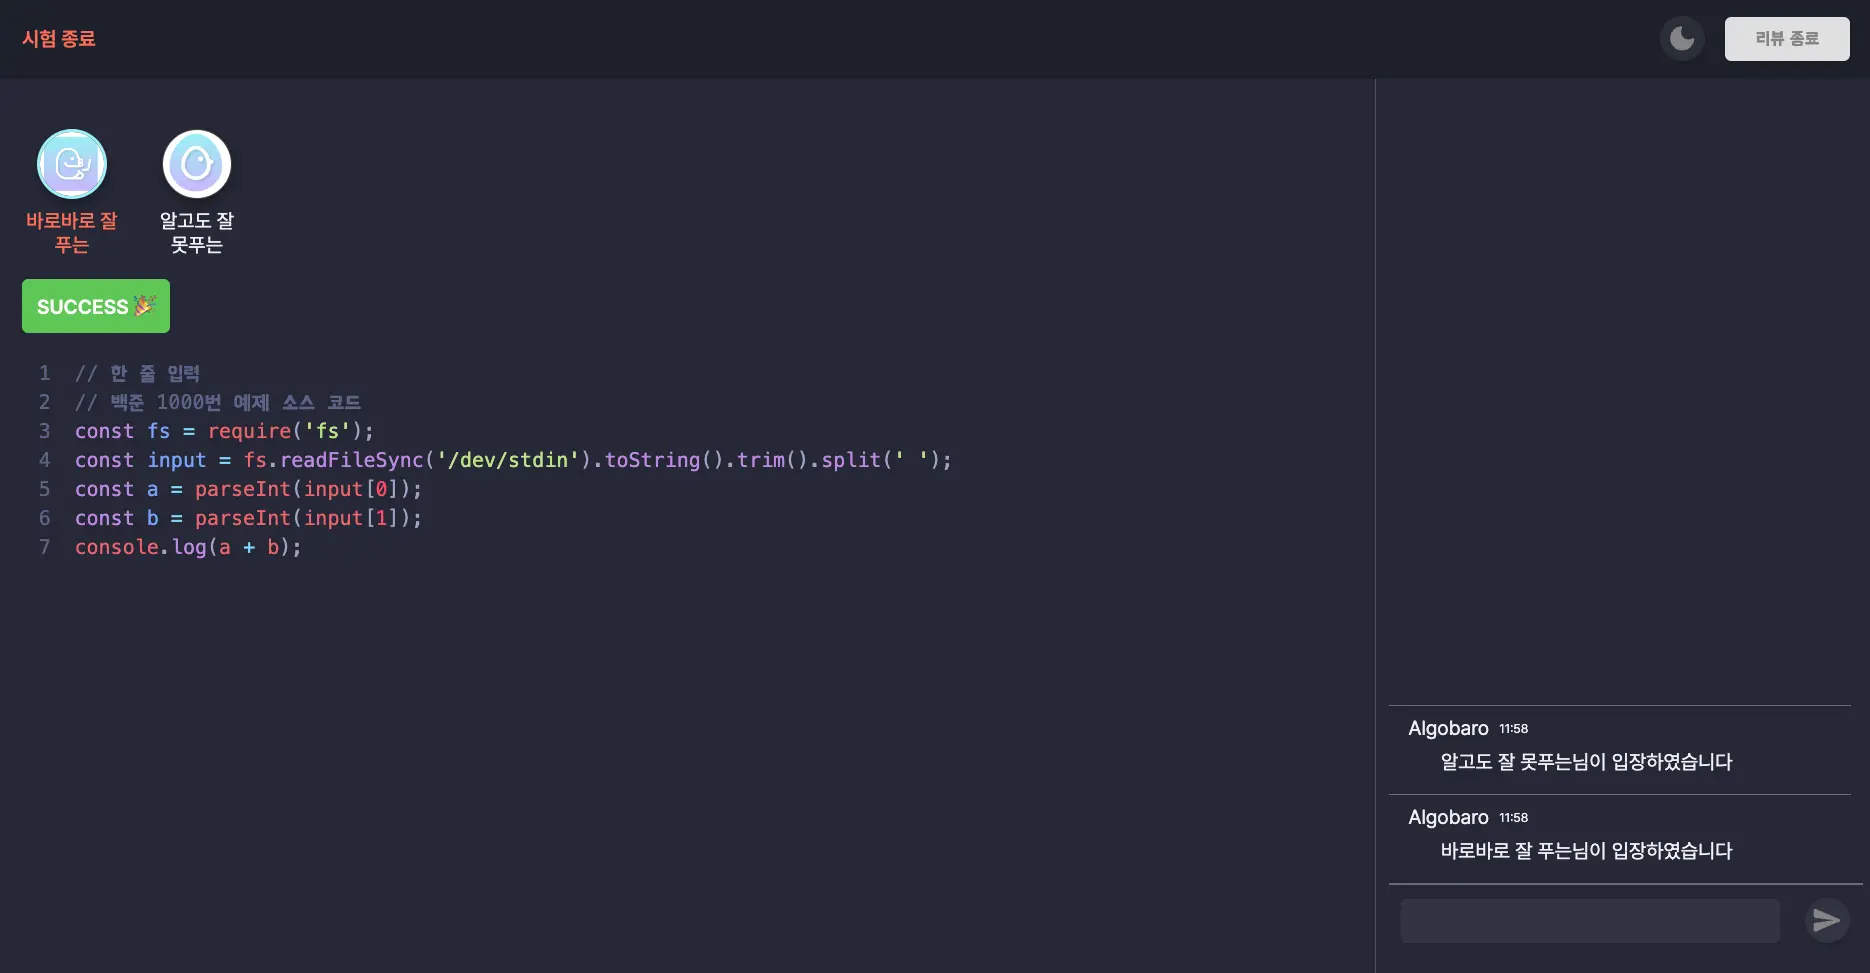 시험 종료
리뷰 종료
바로바로 잘
푸는
알고도 잘
못푸는
SUCCESS 🎉
1 // 한 줄 입력
2 // 백준 1000번 예제 소스 코드
3 const fs = require('fs');
4 const input = fs.readFileSync('/dev/stdin').toString().trim().split(' ');
5 const a = parseInt(input[0]);
6 const b = parseInt(input[1]);
7 console.log(a + b);
Algobaro 11:58
알고도 잘 못푸는님이 입장하였습니다
Algobaro 11:58
바로바로 잘 푸는님이 입장하였습니다